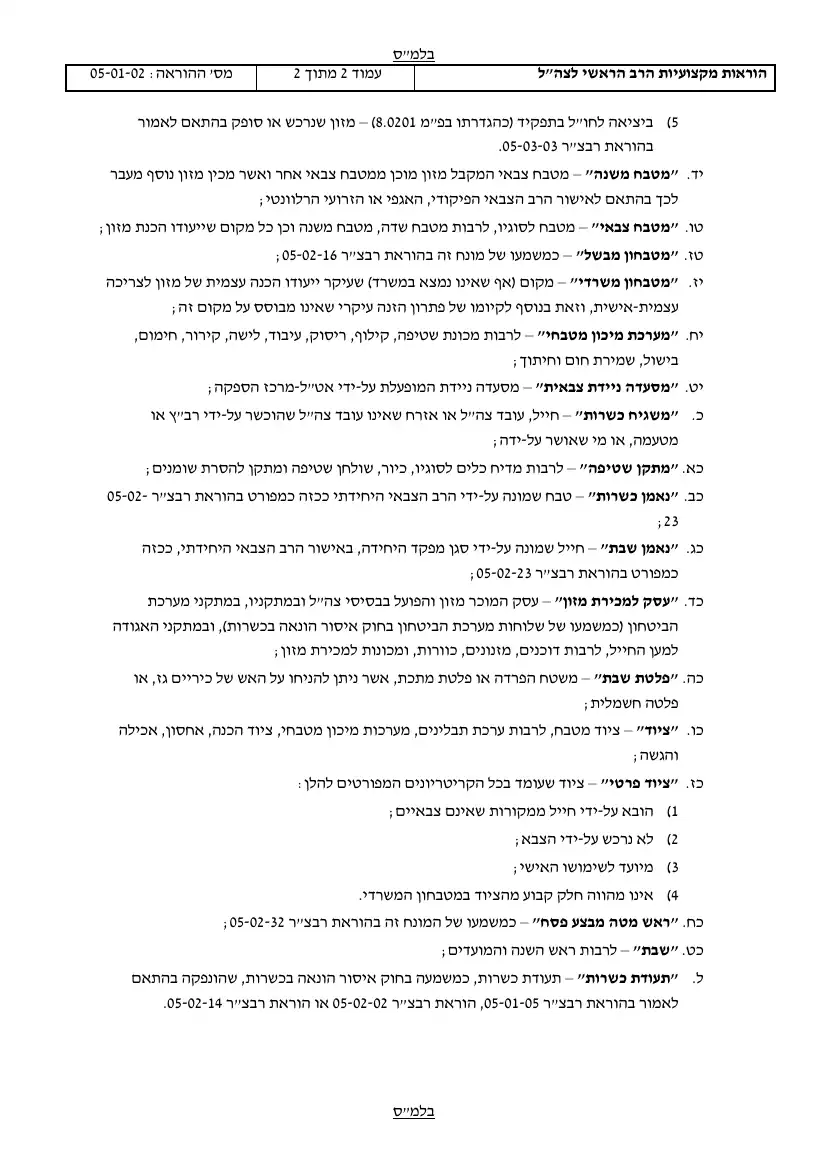 בלמ״ס
הוראות מקצועיות הרב הראשי לצה״ל עמוד 2 מתוך 2 מס׳ ההוראה: 05-01-02
5) ביציאה לחו״ל בתפקיד (כהגדרתו בפ״מ 8.0201) – מזון שנרכש או סופק בהתאם לאמור
בהוראת רבצ״ר 05-03-03.
יד. ״מטבח משנה״ – מטבח צבאי המקבל מזון מוכן ממטבח צבאי אחר ואשר מכין מזון נוסף מעבר
לכך בהתאם לאישור הרב הצבאי הפיקודי, האגפי או הזרועי הרלוונטי;
טו. ״מטבח צבאי״ – מטבח לסוגיו, לרבות מטבח שדה, מטבח משנה וכן כל מקום שייעודו הכנת מזון;
טז. ״מטבחון מבשל״ – כמשמעו של מונח זה בהוראת רבצ״ר 05-02-16;
יז. ״מטבחון משרדי״ – מקום (אף שאינו נמצא במשרד) שעיקר ייעודו הכנה עצמית של מזון לצריכה
עצמית-אישית, וזאת בנוסף לקיומו של פתרון הזנה עיקרי שאינו מבוסס על מקום זה;
יח. ״מערכת מיכון מטבחי״ – לרבות מכונת שטיפה, קילוף, ריסוק, עיבוד, לישה, קירור, חימום,
בישול, שמירת חום וחיתוך;
יט. ״מסעדה ניידת צבאית״ – מסעדה ניידת המופעלת על-ידי אט״ל-מרכז הספקה;
כ. ״משגיח כשרות״ – חייל, עובד צה״ל או אזרח שאינו עובד צה״ל שהוכשר על-ידי רב״ץ או
מטעמה, או מי שאושר על-ידה;
כא. ״מתקן שטיפה״ – לרבות מדיח כלים לסוגיו, כיור, שולחן שטיפה ומתקן להסרת שומנים;
כב. ״נאמן כשרות״ – טבח שמונה על-ידי הרב הצבאי היחידתי ככזה כמפורט בהוראת רבצ״ר 05-02-
23;
כג. ״נאמן שבת״ – חייל שמונה על-ידי סגן מפקד היחידה, באישור הרב הצבאי היחידתי, ככזה
כמפורט בהוראת רבצ״ר 05-02-23;
כד. ״עסק למכירת מזון״ – עסק המוכר מזון והפועל בבסיסי צה״ל ובמתקניו, במתקני מערכת
הביטחון (כמשמעו של שלוחות מערכת הביטחון בחוק איסור הונאה בכשרות), ובמתקני האגודה
למען החייל, לרבות דוכנים, מזנונים, כוורות, ומכונות למכירת מזון;
כה. ״פלטת שבת״ – משטח הפרדה או פלטת מתכת, אשר ניתן להניחו על האש של כיריים גז, או
פלטה חשמלית;
כו. ״ציוד״ – ציוד מטבח, לרבות ערכת תבלינים, מערכות מיכון מטבחי, ציוד הכנה, אחסון, אכילה
והגשה;
כז. ״ציוד פרטי״ – ציוד שעומד בכל הקריטריונים המפורטים להלן:
1) הובא על-ידי חייל ממקורות שאינם צבאיים;
2) לא נרכש על-ידי הצבא;
3) מיועד לשימושו האישי;
4) אינו מהווה חלק קבוע מהציוד במטבחון המשרדי.
כח. ״ראש מטה מבצע פסח״ – כמשמעו של המונח זה בהוראת רבצ״ר 05-02-32;
כט. ״שבת״ – לרבות ראש השנה והמועדים;
ל. ״תעודת כשרות״ – תעודת כשרות, כמשמעה בחוק איסור הונאה בכשרות, שהונפקה בהתאם
לאמור בהוראת רבצ״ר 05-01-05, הוראת רבצ״ר 05-02-02 או הוראת רבצ״ר 05-02-14.
בלמ״ס